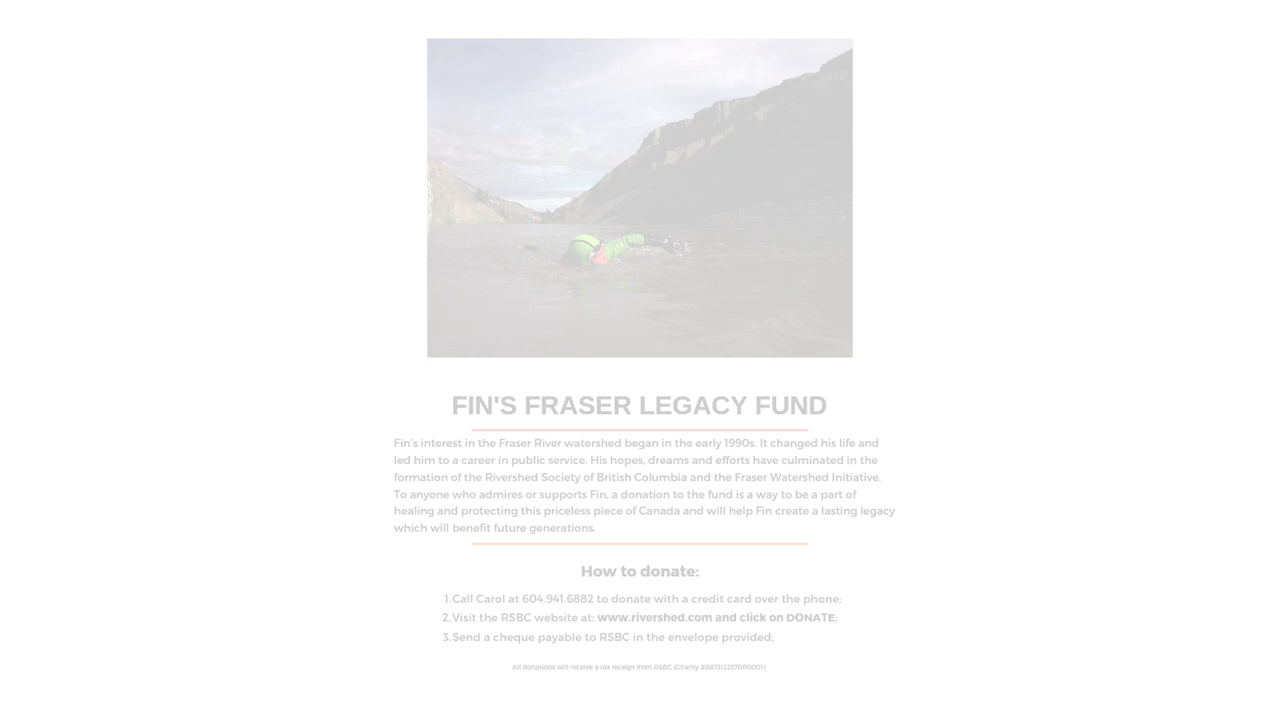 FIN'S FRASER LEGACY FUND
Fin's interest in the Fraser River watershed began in the early 1990s. It changed his life and
led him to a career in public service. His hopes, dreams and efforts have culminated in the
formation of the Rivershed Society of British Columbia and the Fraser Watershed Initiative.
To anyone who admires or supports Fin, a donation to the fund is a way to be a part of
healing and protecting this priceless piece of Canada and will help Fin create a lasting legacy
which will benefit future generations.
How to donate:
1.Call Carol at 604.941.6882 to donate with a credit card over the phone;
2.Visit the RSBC website at: www.rivershed.com and click on DONATE;
3.Send a cheque payable to RSBC in the envelope provided;
All donations will receive a tax receipt from RSBC (Charity #887313237RR0001)